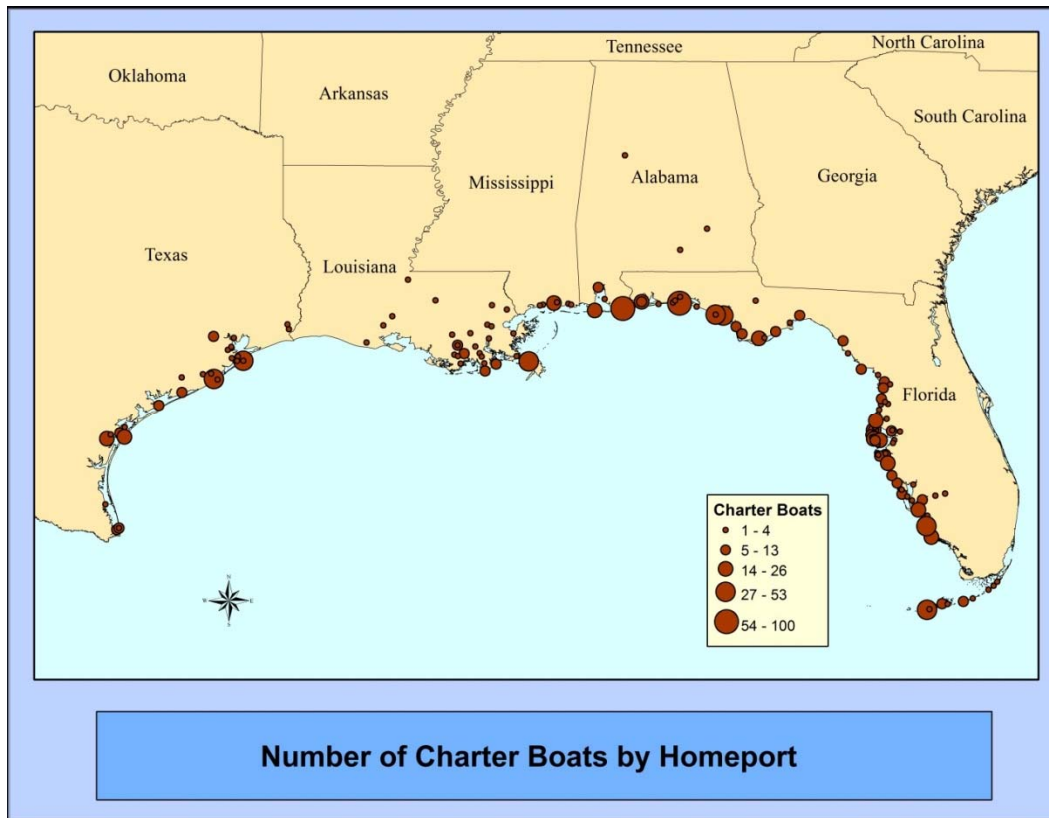 Tennessee
North Carolina
Oklahoma
Arkansas
South Carolina
Mississippi
Alabama
Georgia
Texas
Louisiana
Florida
Charter Boats
1 - 4
5 - 13
14 - 26
27 - 53
54 - 100
N
W E
S
Number of Charter Boats by Homeport